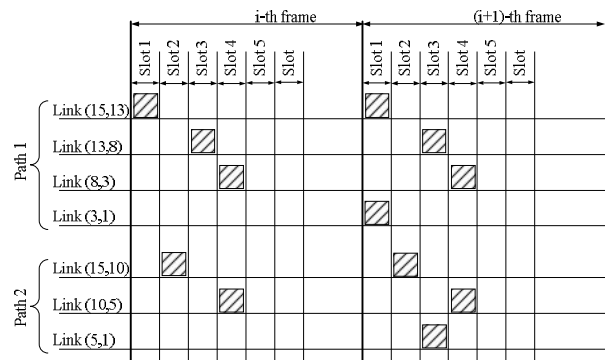 i-th frame
(i+1)-th frame
Slot 1
Slot 2
Slot 3
Slot 4
Slot 5
Slot
Slot 1
Slot 2
Slot 3
Slot 4
Slot 5
Slot
Path 1
Link (15,13)
Link (13,8)
Link (8,3)
Link (3,1)
Path 2
Link (15,10)
Link (10,5)
Link (5,1)